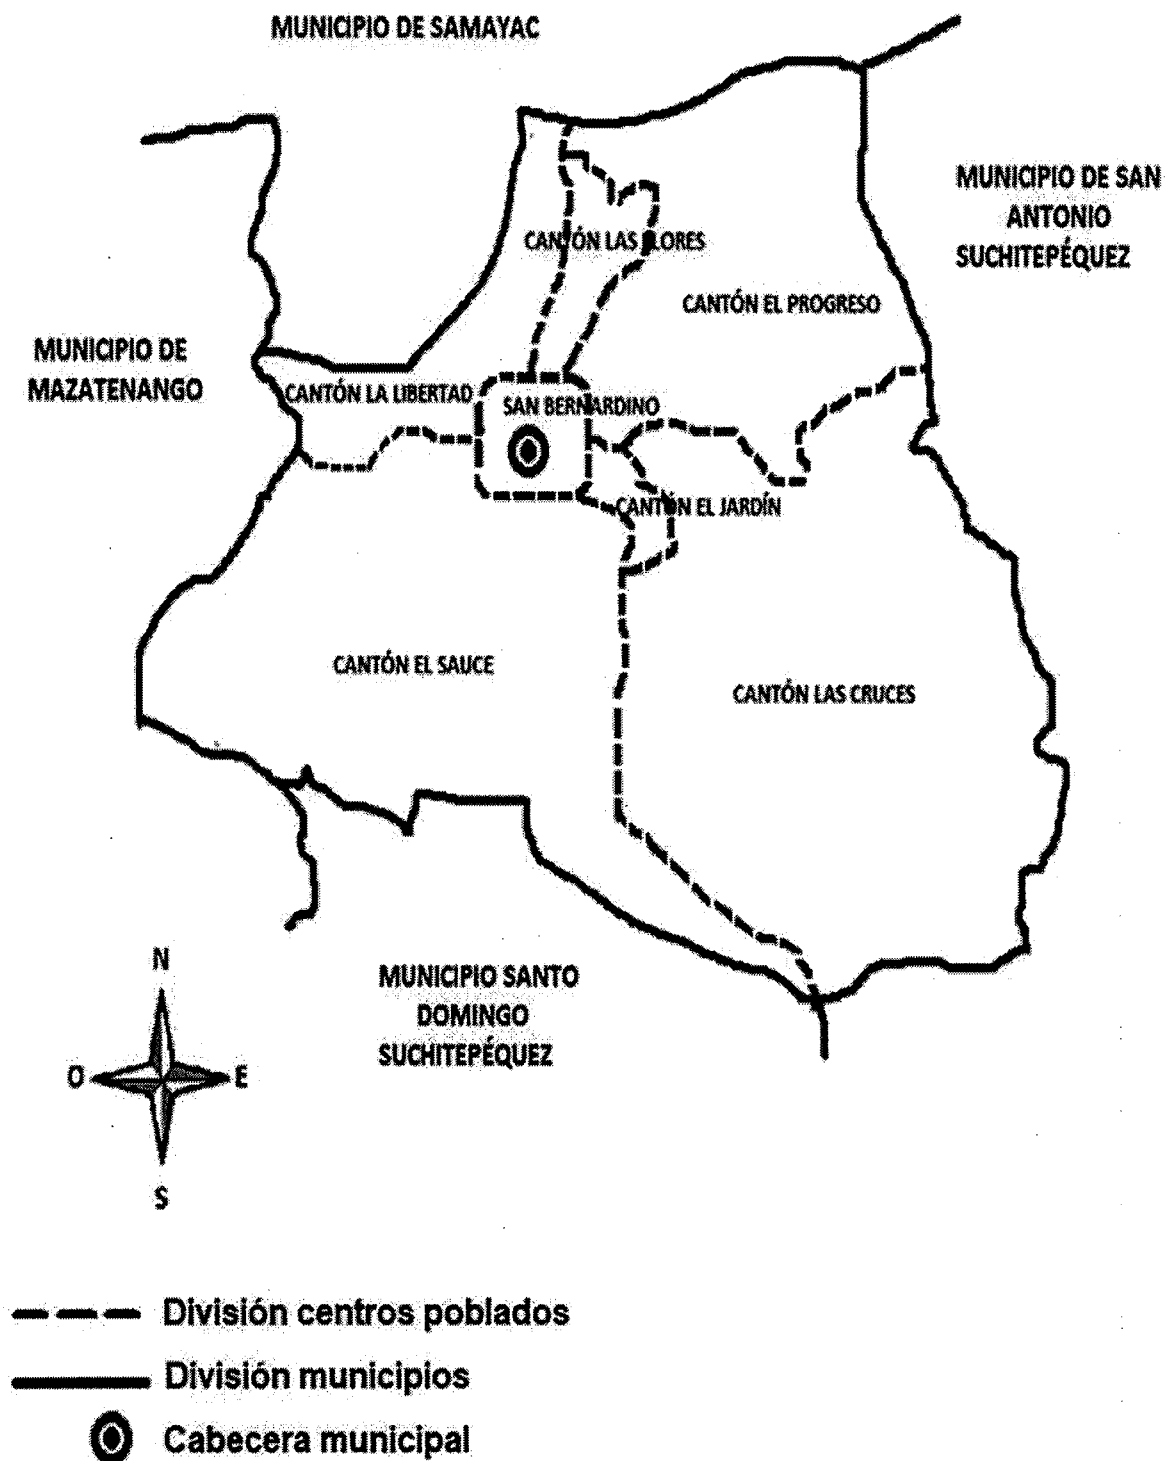 MUNICIPIO DE SAMAYAC
MUNICIPIO DE SAN
ANTONIO
SUCHITEPÉQUEZ
CANTÓN LAS FLORES
CANTÓN EL PROGRESO
MUNICIPIO DE
MAZATENANGO
CANTÓN LA LIBERTAD
SAN BERNARDINO
CANTÓN EL JARDÍN
CANTÓN EL SAUCE
CANTÓN LAS CRUCES
MUNICIPIO SANTO
DOMINGO
SUCHITEPÉQUEZ
N
O
E
S
División centros poblados
División municipios
Cabecera municipal